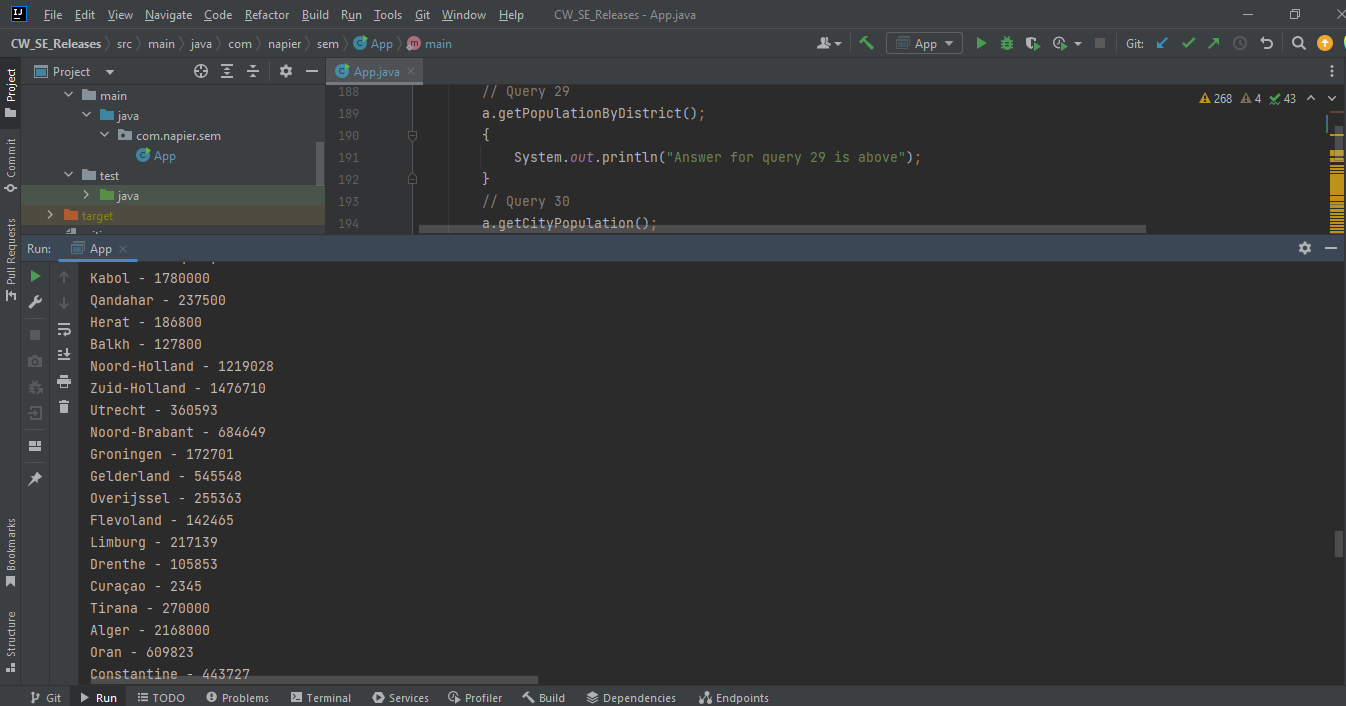 File Edit View Navigate Code Refactor Build Run Tools Git Window Help CW_SE_Releases - App.java
CW_SE_Releases src main java com napier sem App main
App
Git:
Project
App.java
main
java
com.napier.sem
App
test
java
target
188 // Query 29
189 a.getPopulationByDistrict();
190 {
191 System.out.println("Answer for query 29 is above");
192 }
193 // Query 30
194 a.getCityPopulation();
268 4 43
Project
Commit
Pull Requests
Bookmarks
Structure
Run: App
Kabol - 1780000
Qandahar - 237500
Herat - 186800
Balkh - 127800
Noord-Holland - 1219028
Zuid-Holland - 1476710
Utrecht - 360593
Noord-Brabant - 684649
Groningen - 172701
Gelderland - 545548
Overijssel - 255363
Flevoland - 142465
Limburg - 217139
Drenthe - 105853
Curaçao - 2345
Tirana - 270000
Alger - 2168000
Oran - 609823
Constantine - 443727
Git Run TODO Problems Terminal Services Profiler Build Dependencies Endpoints